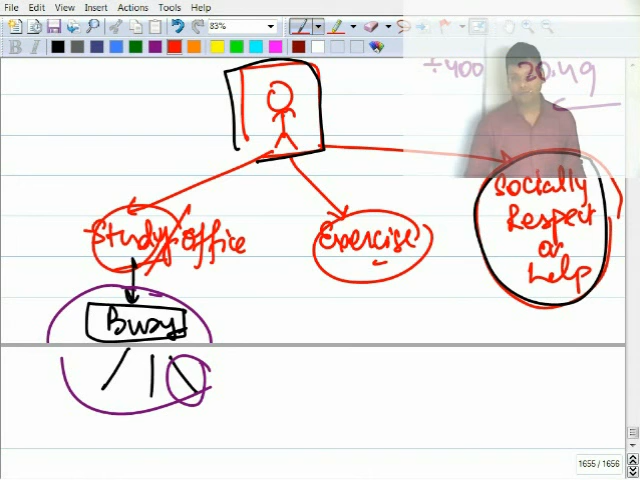 File Edit View Insert Actions Tools Help
83%
B I
÷400 20.49
Study/office
Exercise
Socially
Respect
or
help
Busy
1655 / 1656